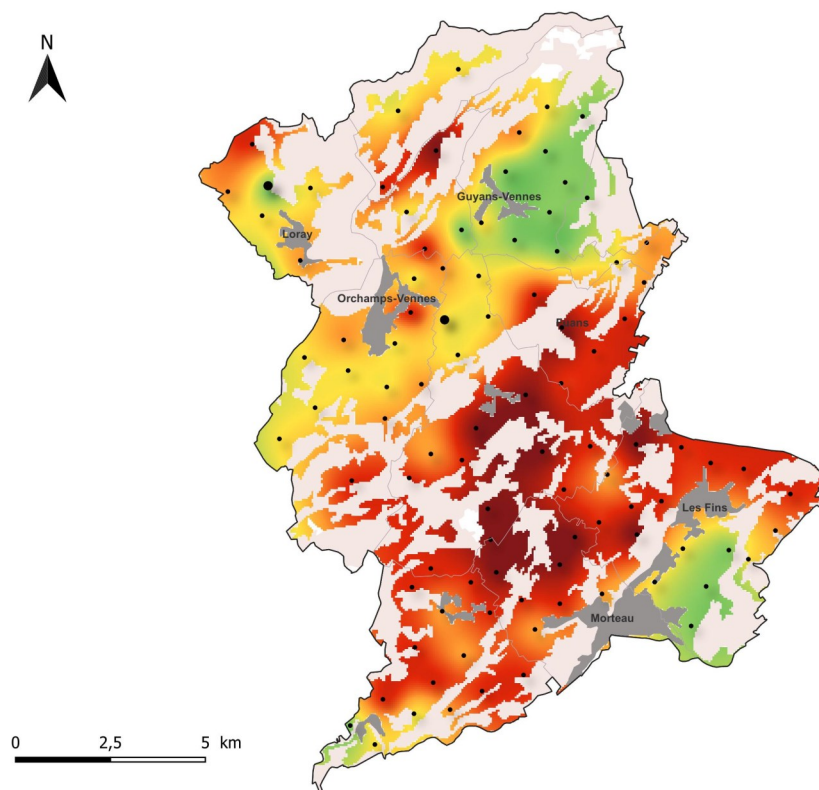 N
Guyans-Vennes
Loray
Orchamps-Vennes
Les Fins
Morteau
0 2,5 5 km